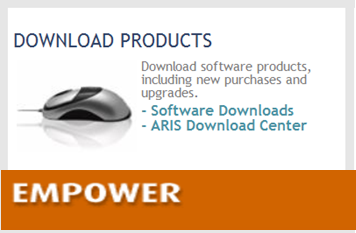 DOWNLOAD PRODUCTS
Download software products,
including new purchases and
upgrades.
- Software Downloads
- ARIS Download Center
EMPOWER